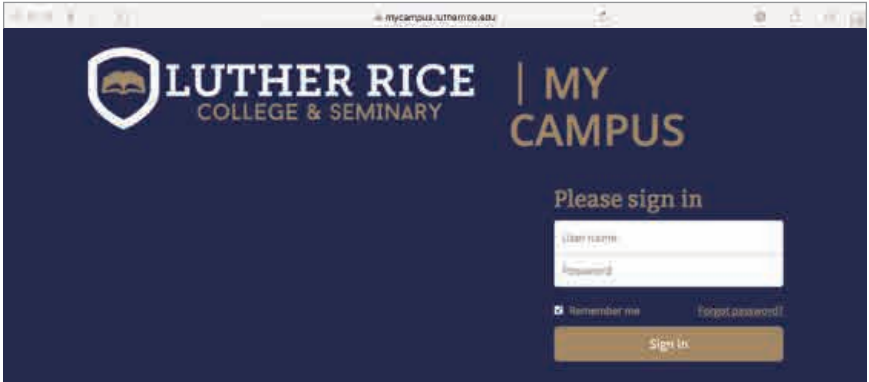 mycampus.lutherrice.edu
LUTHER RICE
COLLEGE & SEMINARY
| MY
CAMPUS
Please sign in
User name
Password
Remember me
Forgot password?
Sign in